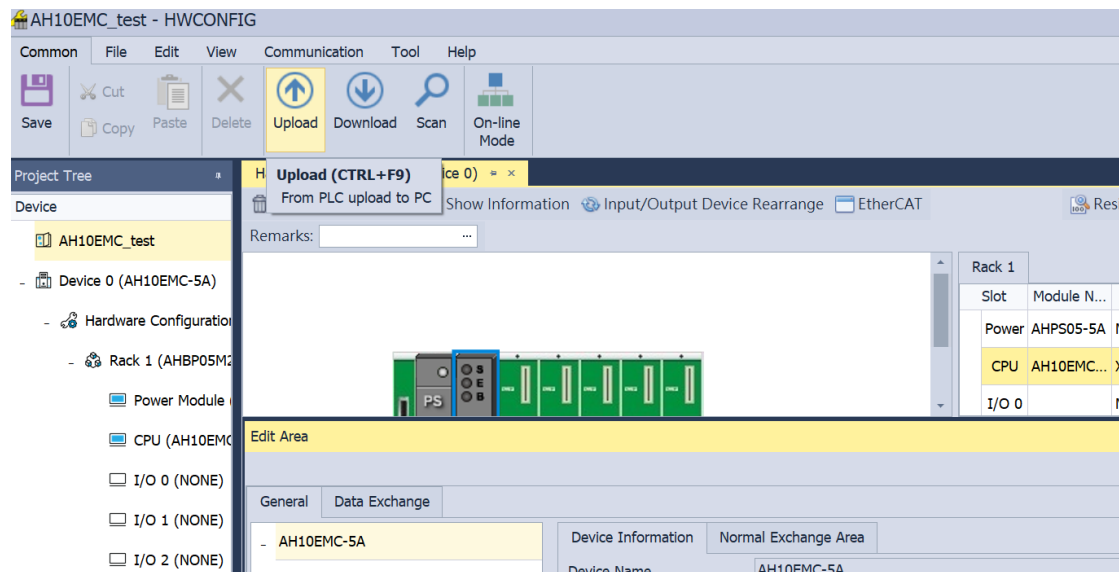 AH10EMC_test - HWCONFIG
Common File Edit View Communication Tool Help
Save Cut Copy Paste Delete Upload Download Scan On-line Mode
Project Tree
Upload (CTRL+F9)
From PLC upload to PC
ice 0)
Device
Show Information Input/Output Device Rearrange EtherCAT
Remarks: ...
AH10EMC_test
Device 0 (AH10EMC-5A)
Hardware Configuration
Rack 1 (AHBP05M2
Power Module (
CPU (AH10EMC
I/O 0 (NONE)
I/O 1 (NONE)
I/O 2 (NONE)
PS
S
E
B
Rack 1
Slot Module N...
Power AHPS05-5A
CPU AH10EMC...
I/O 0
Edit Area
General Data Exchange
AH10EMC-5A
Device Information Normal Exchange Area
Device Name AH10EMC-5A